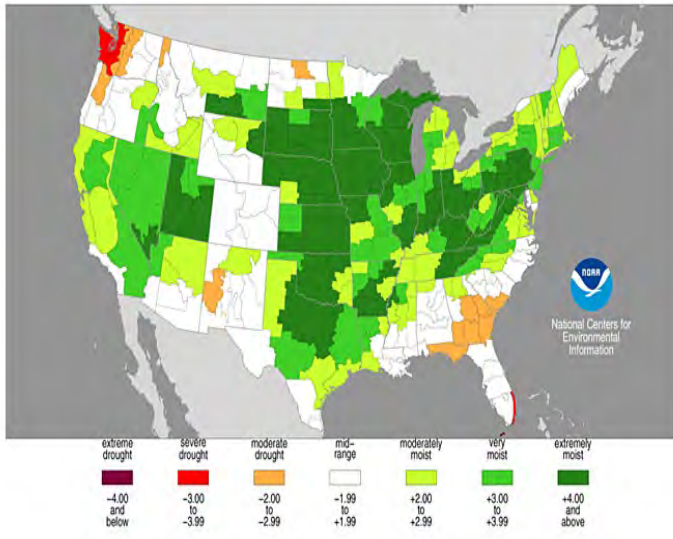 NOAA
National Centers for
Environmental
Information
extreme drought
severe drought
moderate drought
mid-range
moderately moist
very moist
extremely moist
−4.00 and below
−3.00 to −3.99
−2.00 to −2.99
−1.99 to +1.99
+2.00 to +2.99
+3.00 to +3.99
+4.00 and above